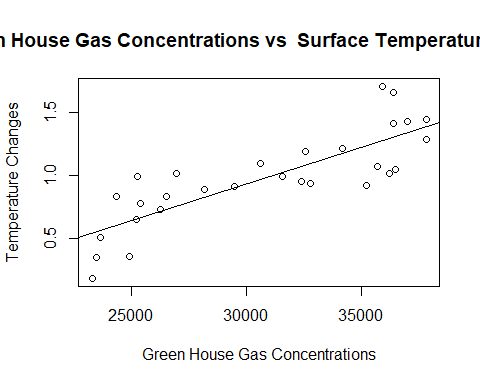 House Gas Concentrations vs Surface
Temperature Changes
1.5
1.0
0.5
25000 30000 35000
Green House Gas Concentrations